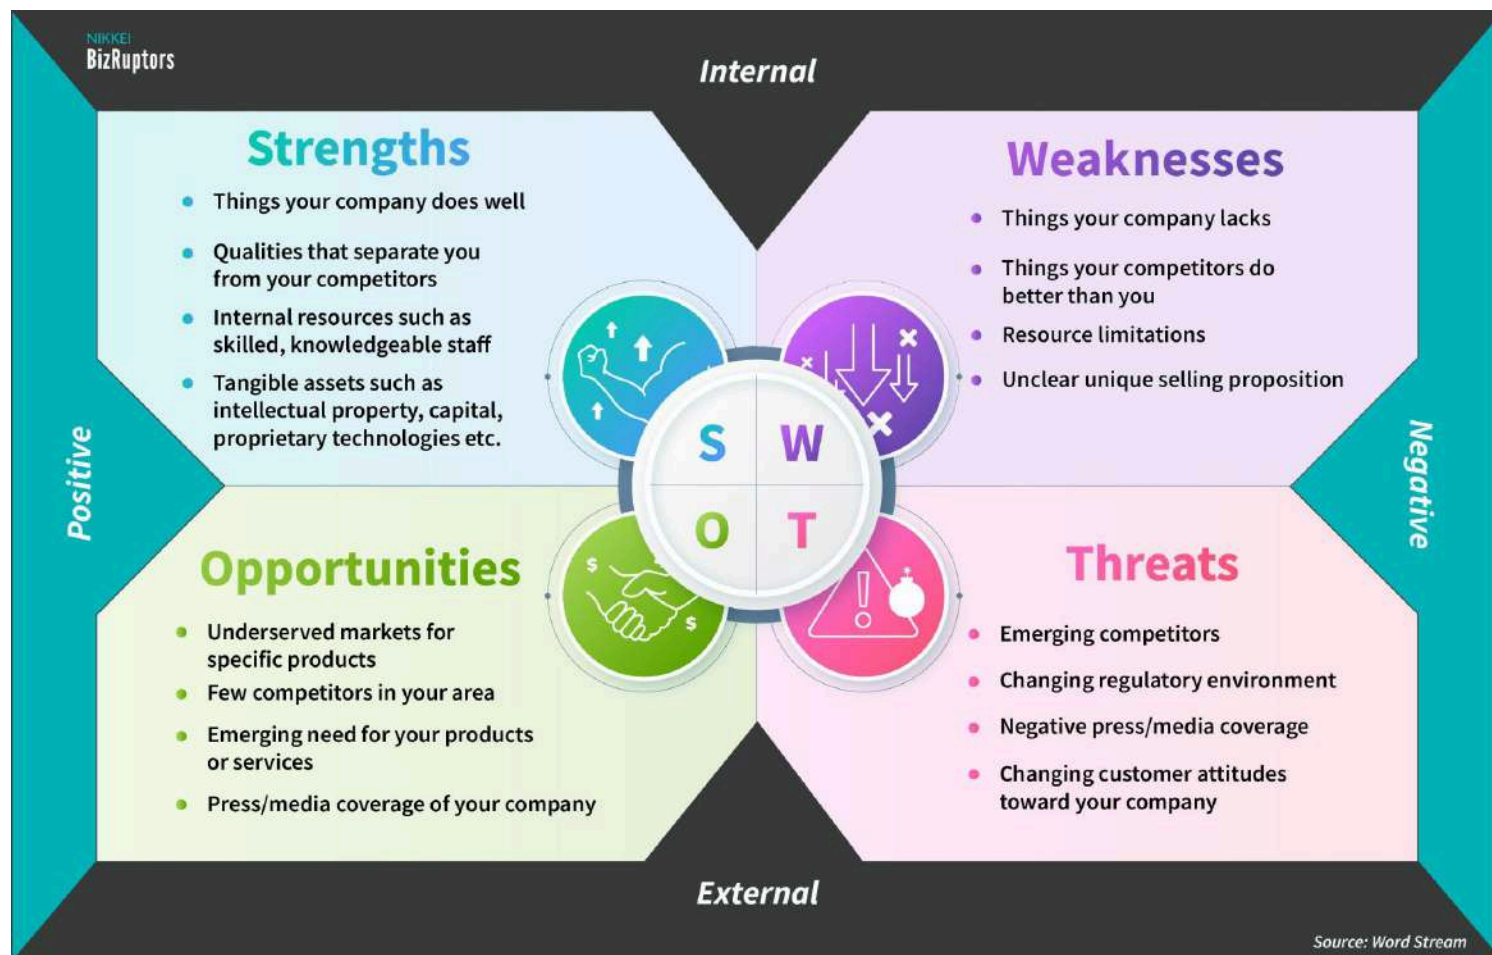 NIKKEI
BizRuptors
Internal
Strengths
Things your company does well
Qualities that separate you
from your competitors
Internal resources such as
skilled, knowledgeable staff
Tangible assets such as
intellectual property, capital,
proprietary technologies etc.
Weaknesses
Things your company lacks
Things your competitors do
better than you
Resource limitations
Unclear unique selling proposition
Positive
S W
O T
Negative
Opportunities
Underserved markets for
specific products
Few competitors in your area
Emerging need for your products
or services
Press/media coverage of your company
Threats
Emerging competitors
Changing regulatory environment
Negative press/media coverage
Changing customer attitudes
toward your company
External
Source: Word Stream